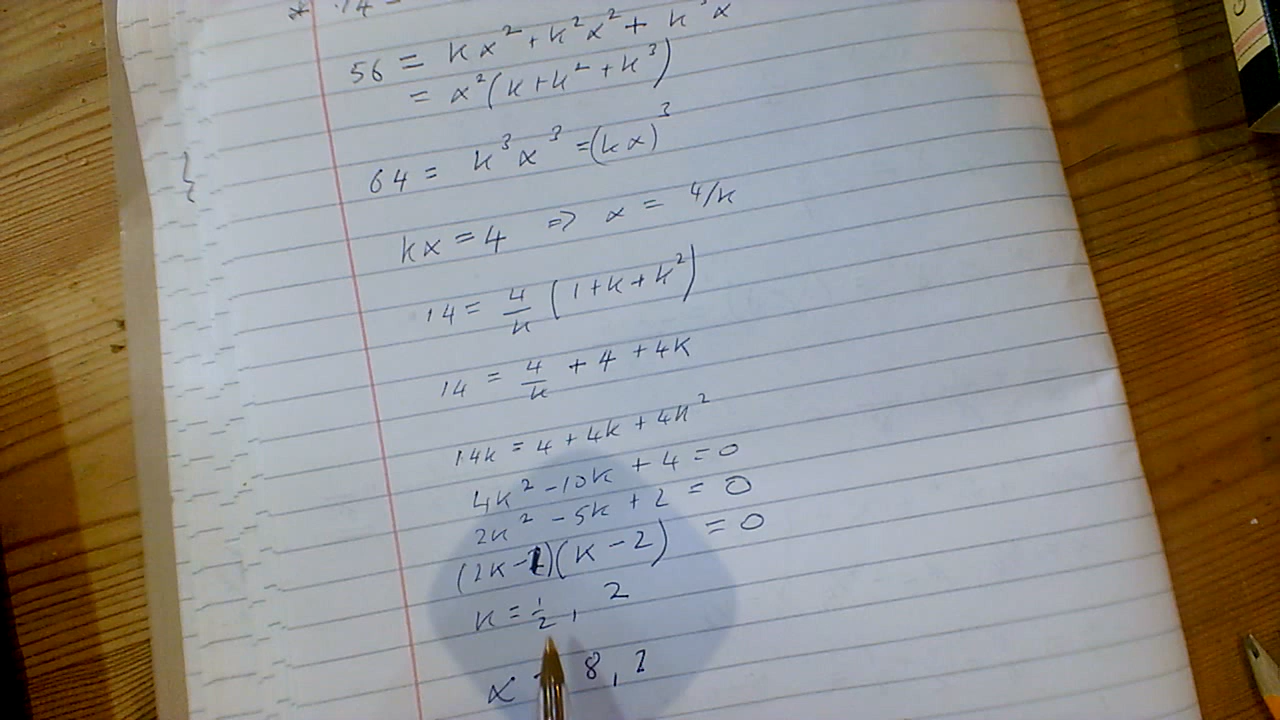 * 14 =
56 = kx² + k²x² + k³x
= x²(k+k²+k³)
64 = k³x³ = (kx)³
kx = 4 => x = 4/k
14 = 4/k (1+k+k²)
14 = 4/k + 4 + 4k
14k = 4 + 4k + 4k²
4k² - 10k + 4 = 0
2k² - 5k + 2 = 0
(2k-1)(k-2) = 0
k = 1/2, 2
x = 8, 2